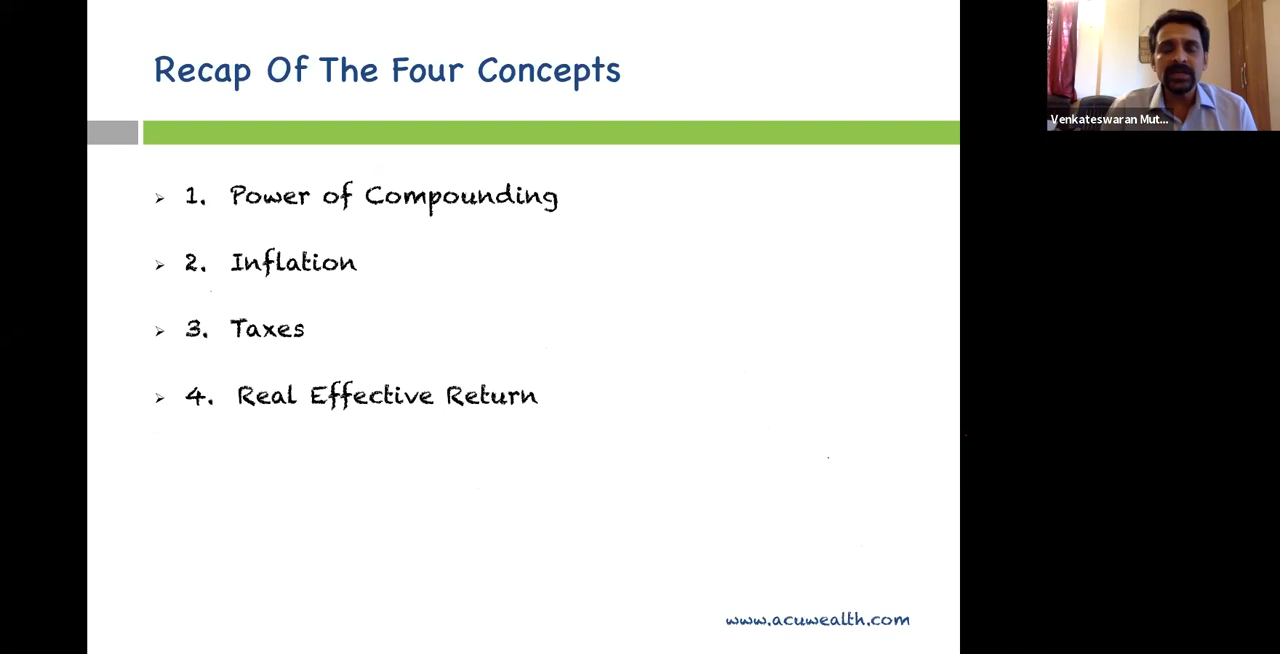 Recap Of The Four Concepts
Venkateswaran Mut...
➢ 1. Power of Compounding
➢ 2. Inflation
➢ 3. Taxes
➢ 4. Real Effective Return
www.acuwealth.com